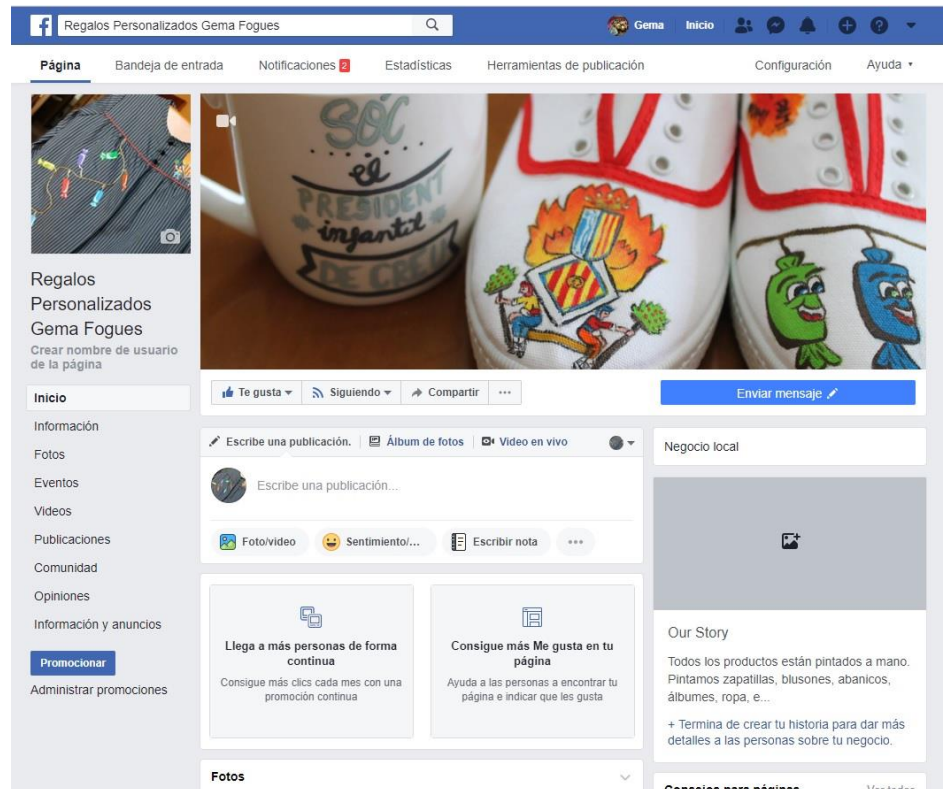 Regalos Personalizados Gema Fogues
Gema
Inicio
Página
Bandeja de entrada
Notificaciones 2
Estadísticas
Herramientas de publicación
Configuración
Ayuda
SÓC
el
PRESIDENT
infantil
DE CREU
Regalos
Personalizados
Gema Fogues
Crear nombre de usuario
de la página
Inicio
Información
Fotos
Eventos
Videos
Publicaciones
Comunidad
Opiniones
Información y anuncios
Promocionar
Administrar promociones
Te gusta
Siguiendo
Compartir
Enviar mensaje
Escribe una publicación.
Álbum de fotos
Video en vivo
Escribe una publicación...
Foto/video
Sentimiento/...
Escribir nota
Llega a más personas de forma
continua
Consigue más clics cada mes con una
promoción continua
Consigue más Me gusta en tu
página
Ayuda a las personas a encontrar tu
página e indicar que les gusta
Fotos
Negocio local
Our Story
Todos los productos están pintados a mano.
Pintamos zapatillas, blusones, abanicos,
álbumes, ropa, e...
+ Termina de crear tu historia para dar más
detalles a las personas sobre tu negocio.
Consejos para páginas
Ver todos